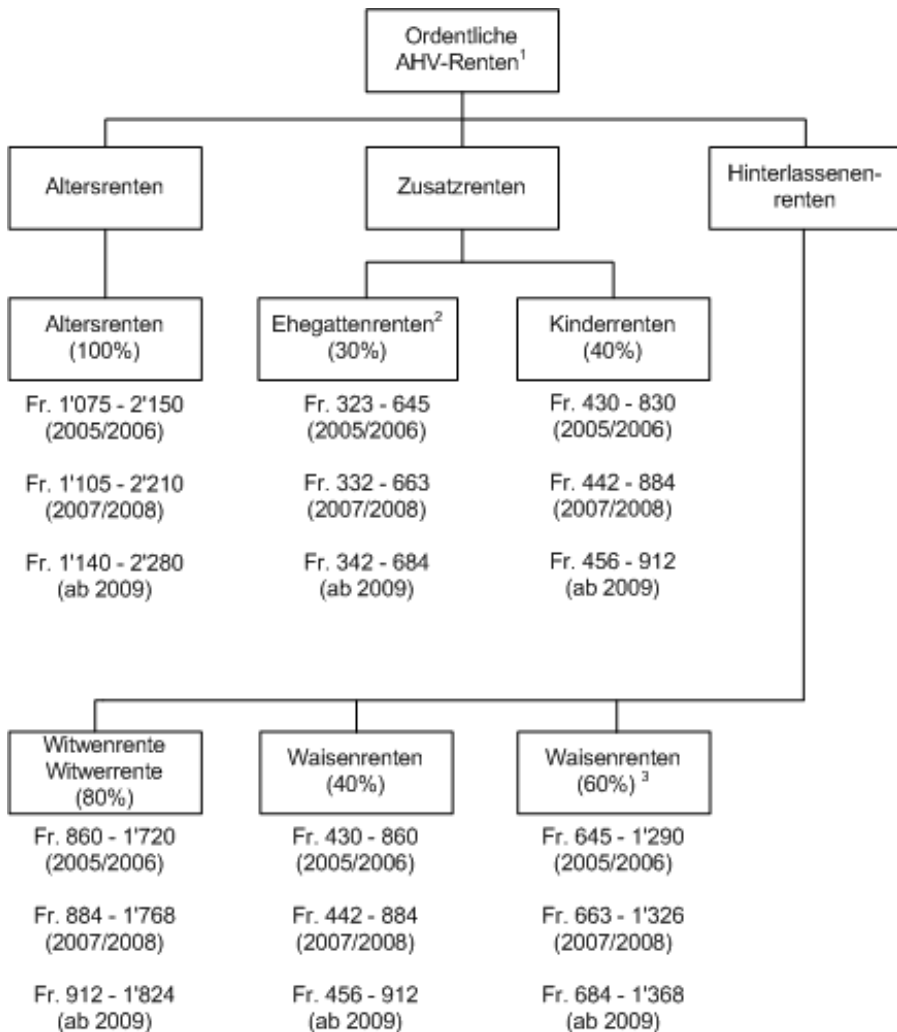 Ordentliche
AHV-Renten¹
Altersrenten
Zusatzrenten
Hinterlassenen-
renten
Altersrenten
(100%)
Fr. 1'075 - 2'150
(2005/2006)
Fr. 1'105 - 2'210
(2007/2008)
Fr. 1'140 - 2'280
(ab 2009)
Ehegattenrenten²
(30%)
Fr. 323 - 645
(2005/2006)
Fr. 332 - 663
(2007/2008)
Fr. 342 - 684
(ab 2009)
Kinderrenten
(40%)
Fr. 430 - 830
(2005/2006)
Fr. 442 - 884
(2007/2008)
Fr. 456 - 912
(ab 2009)
Witwenrente
Witwerrente
(80%)
Fr. 860 - 1'720
(2005/2006)
Fr. 884 - 1'768
(2007/2008)
Fr. 912 - 1'824
(ab 2009)
Waisenrenten
(40%)
Fr. 430 - 860
(2005/2006)
Fr. 442 - 884
(2007/2008)
Fr. 456 - 912
(ab 2009)
Waisenrenten
(60%) ³
Fr. 645 - 1'290
(2005/2006)
Fr. 663 - 1'326
(2007/2008)
Fr. 684 - 1'368
(ab 2009)